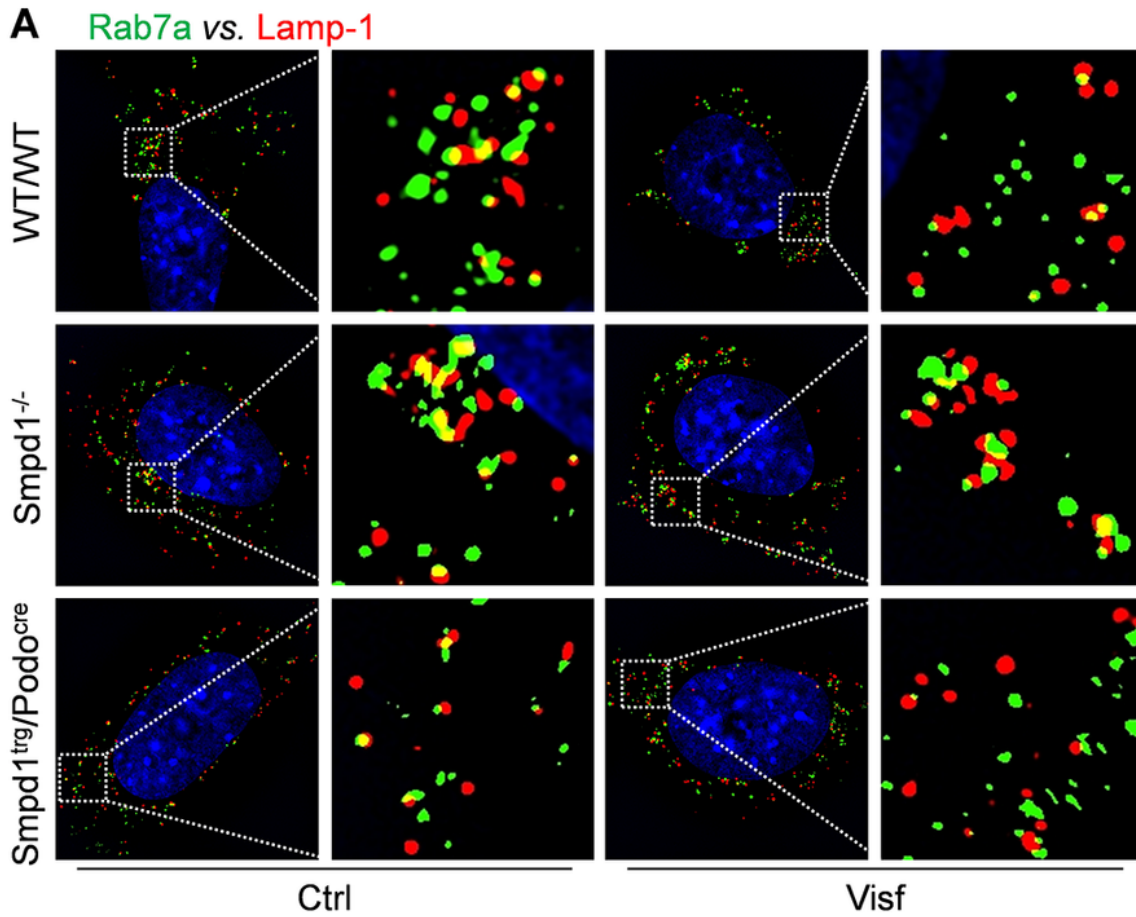 A
Rab7a vs. Lamp-1
WT/WT
Smpd1-/-
Smpd1trg/Podocre
Ctrl
Visf